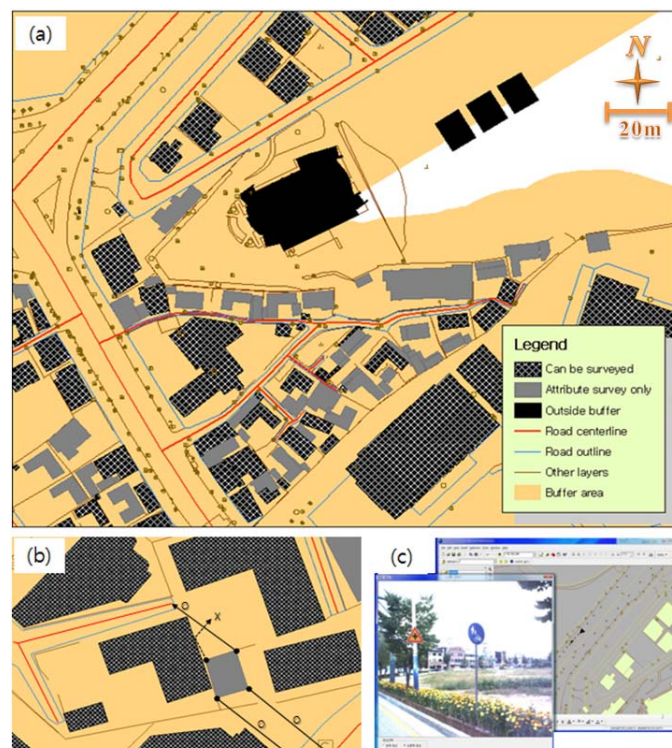 (a)
N
20m
Legend
Can be surveyed
Attribute survey only
Outside buffer
Road centerline
Road outline
Other layers
Buffer area
(b)
O
X
O
O
(c)